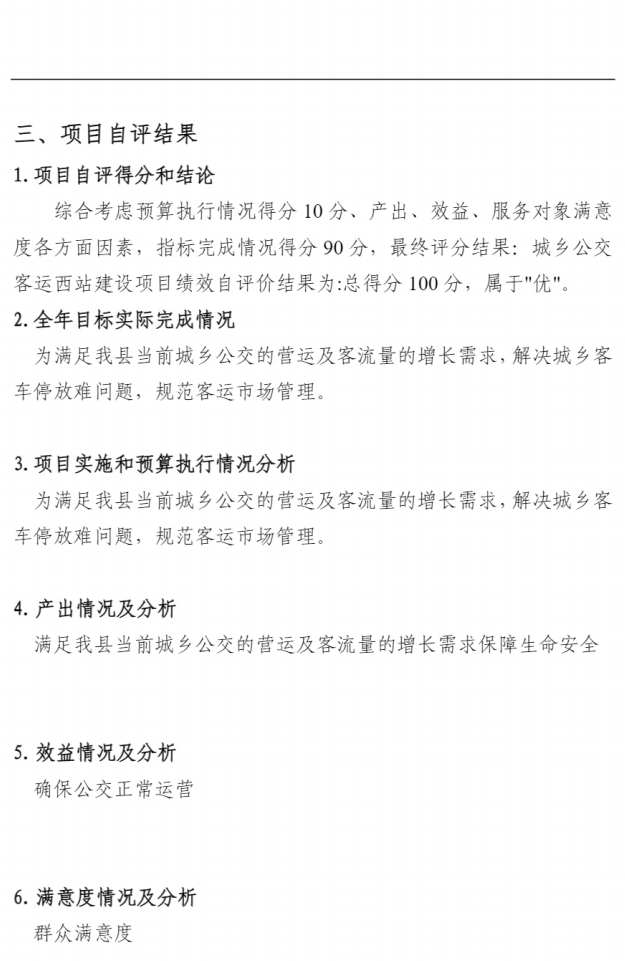 三、项目自评结果
1. 项目自评得分和结论
综合考虑预算执行情况得分 10 分、产出、效益、服务对象满意
度各方面因素，指标完成情况得分 90 分，最终评分结果：城乡公交
客运西站建设项目绩效自评价结果为:总得分 100 分，属于"优"。
2. 全年目标实际完成情况
为满足我县当前城乡公交的营运及客流量的增长需求，解决城乡客
车停放难问题，规范客运市场管理。
3. 项目实施和预算执行情况分析
为满足我县当前城乡公交的营运及客流量的增长需求，解决城乡客
车停放难问题，规范客运市场管理。
4. 产出情况及分析
满足我县当前城乡公交的营运及客流量的增长需求保障生命安全
5. 效益情况及分析
确保公交正常运营
6. 满意度情况及分析
群众满意度